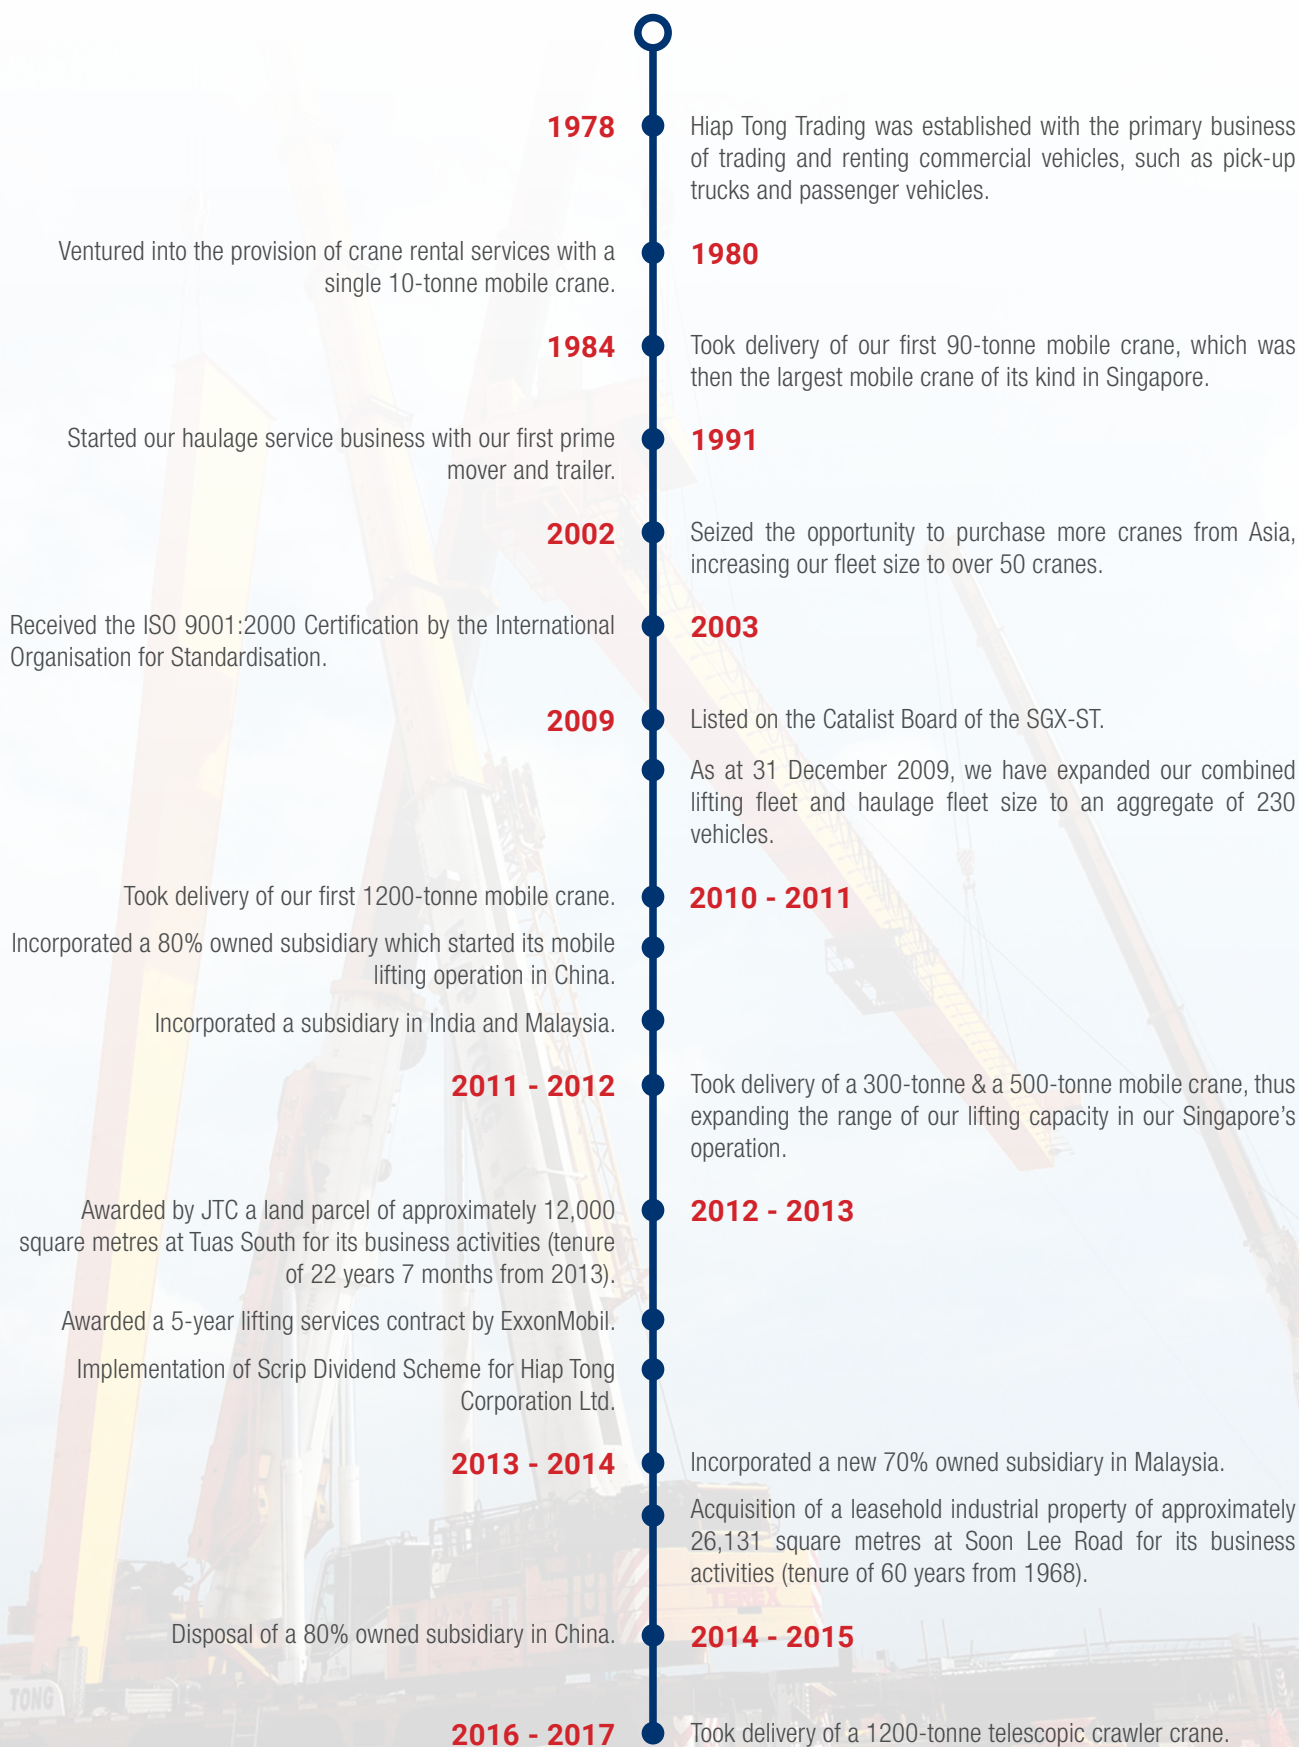 1978
Hiap Tong Trading was established with the primary business
of trading and renting commercial vehicles, such as pick-up
trucks and passenger vehicles.
1980
Ventured into the provision of crane rental services with a
single 10-tonne mobile crane.
1984
Took delivery of our first 90-tonne mobile crane, which was
then the largest mobile crane of its kind in Singapore.
1991
Started our haulage service business with our first prime
mover and trailer.
2002
Seized the opportunity to purchase more cranes from Asia,
increasing our fleet size to over 50 cranes.
2003
Received the ISO 9001:2000 Certification by the International
Organisation for Standardisation.
2009
Listed on the Catalist Board of the SGX-ST.
As at 31 December 2009, we have expanded our combined
lifting fleet and haulage fleet size to an aggregate of 230
vehicles.
2010 - 2011
Took delivery of our first 1200-tonne mobile crane.
Incorporated a 80% owned subsidiary which started its mobile
lifting operation in China.
Incorporated a subsidiary in India and Malaysia.
2011 - 2012
Took delivery of a 300-tonne & a 500-tonne mobile crane, thus
expanding the range of our lifting capacity in our Singapore’s
operation.
2012 - 2013
Awarded by JTC a land parcel of approximately 12,000
square metres at Tuas South for its business activities (tenure
of 22 years 7 months from 2013).
Awarded a 5-year lifting services contract by ExxonMobil.
Implementation of Scrip Dividend Scheme for Hiap Tong
Corporation Ltd.
2013 - 2014
Incorporated a new 70% owned subsidiary in Malaysia.
Acquisition of a leasehold industrial property of approximately
26,131 square metres at Soon Lee Road for its business
activities (tenure of 60 years from 1968).
TEREX
2014 - 2015
Disposal of a 80% owned subsidiary in China.
TONG
2016 - 2017
Took delivery of a 1200-tonne telescopic crawler crane.